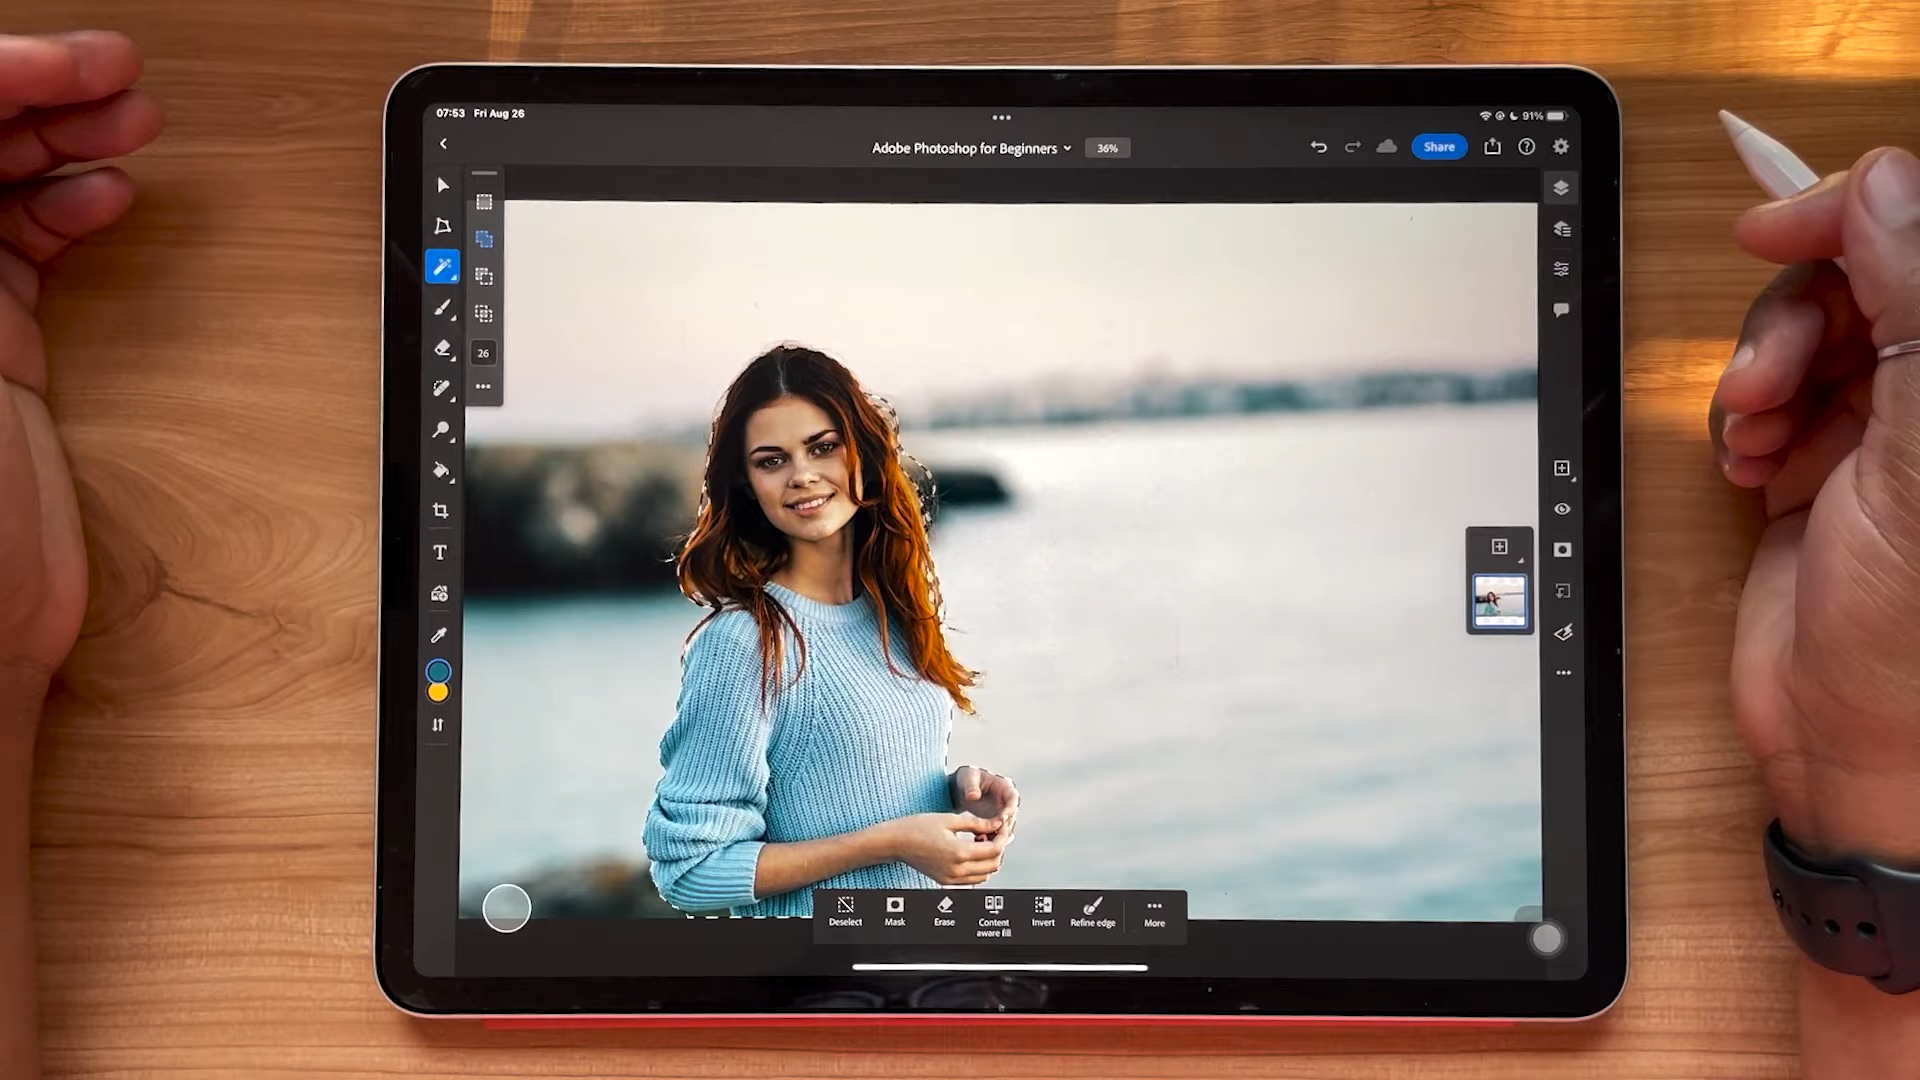 07:53 Fri Aug 26
91%
Adobe Photoshop for Beginners
36%
Share
26
T
Deselect
Mask
Erase
Content
aware fill
Invert
Refine edge
More